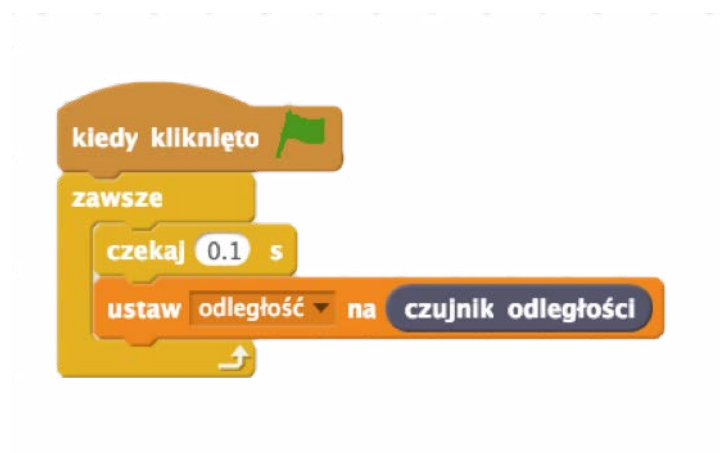 kiedy kliknięto
zawsze
czekaj 0.1 s
ustaw odległość na czujnik odległości